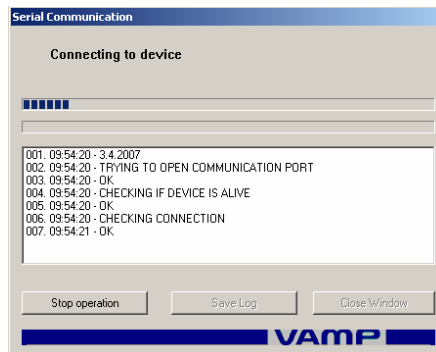 Serial Communication
Connecting to device
001. 09:54:20 - 3.4.2007
002. 09:54:20 - TRYING TO OPEN COMMUNICATION PORT
003. 09:54:20 - OK
004. 09:54:20 - CHECKING IF DEVICE IS ALIVE
005. 09:54:20 - OK
006. 09:54:20 - CHECKING CONNECTION
007. 09:54:21 - OK
Stop operation Save Log Close Window
VAMP